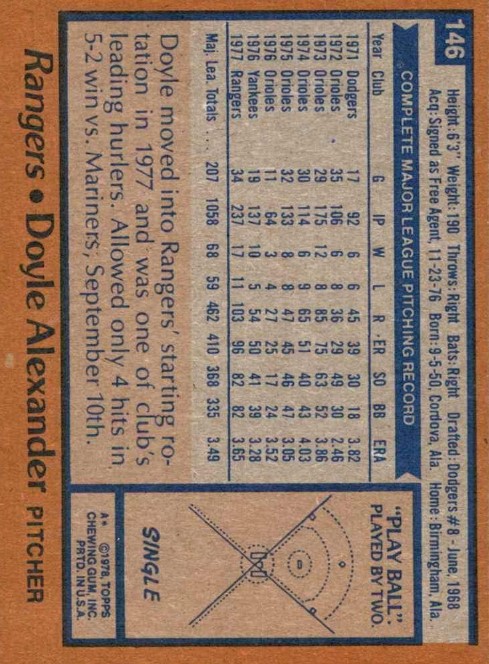 146
Height: 6'3" Weight: 190 Throws: Right Bats: Right Drafted: Dodgers #8 - June, 1968
Acq: Signed as Free Agent, 11-23-76 Born: 9-5-50, Cordova, Ala. Home: Birmingham, Ala.
COMPLETE MAJOR LEAGUE PITCHING RECORD
Year Club G IP W L R ER SO BB ERA
1971 Dodgers 17 92 6 6 45 39 30 18 3.82
1972 Orioles 35 106 6 8 36 29 49 30 2.46
1973 Orioles 29 175 12 8 85 75 63 52 3.86
1974 Orioles 30 114 6 9 65 51 40 43 4.03
1975 Orioles 32 133 8 8 47 45 46 47 3.05
1976 Orioles 11 64 3 4 27 25 17 24 3.52
1976 Yankees 19 137 10 5 54 50 41 39 3.28
1977 Rangers 34 237 17 11 103 96 82 82 3.65
Maj. Lea. Totals . . . 207 1058 68 59 462 410 368 335 3.49
Doyle moved into Rangers' starting ro-
tation in 1977 and was one of club's
leading hurlers. Allowed only 4 hits in
5-2 win vs. Mariners, September 10th.
"PLAY BALL".
PLAYED BY TWO.
SINGLE
A* ©1978, TOPPS
CHEWING GUM, INC.
PRTD. IN U.S.A.
Rangers • Doyle Alexander PITCHER